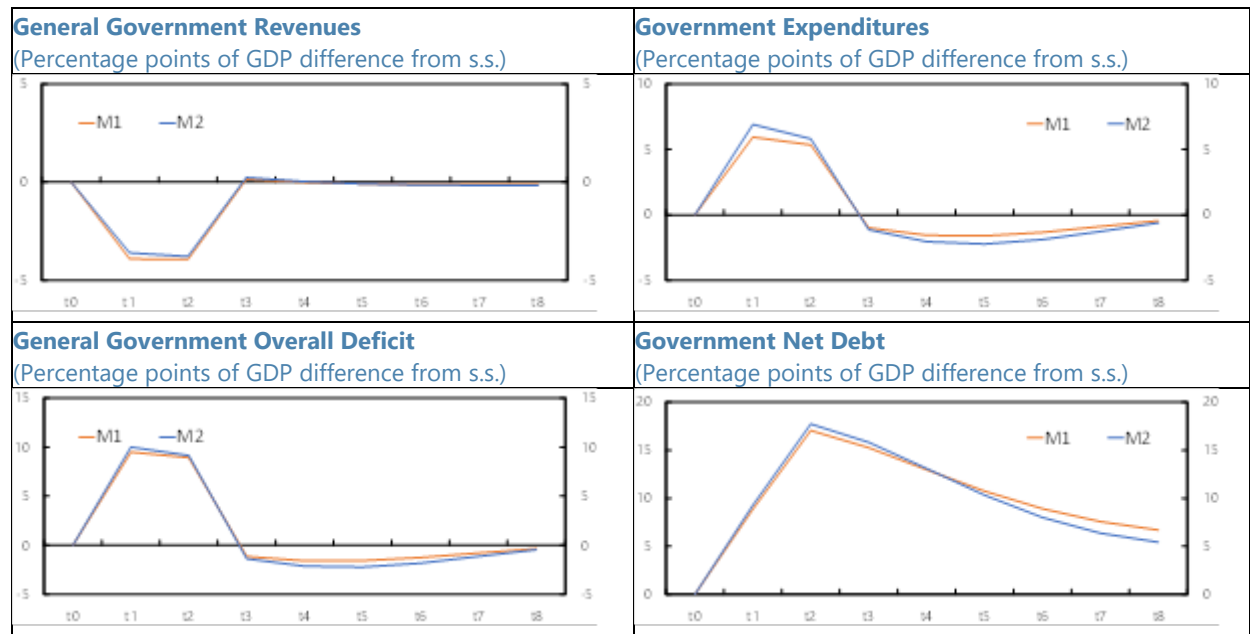 General Government Revenues
(Percentage points of GDP difference from s.s.)
5 5
M1 M2
0 0
-5 -5
t0 t1 t2 t3 t4 t5 t6 t7 t8
Government Expenditures
(Percentage points of GDP difference from s.s.)
10 10
M1 M2
5 5
0 0
-5 -5
t0 t1 t2 t3 t4 t5 t6 t7 t8
General Government Overall Deficit
(Percentage points of GDP difference from s.s.)
15 15
M1 M2
10 10
5 5
0 0
-5 -5
t0 t1 t2 t3 t4 t5 t6 t7 t8
Government Net Debt
(Percentage points of GDP difference from s.s.)
20 20
M1 M2
15 15
10 10
5 5
0 0
t0 t1 t2 t3 t4 t5 t6 t7 t8